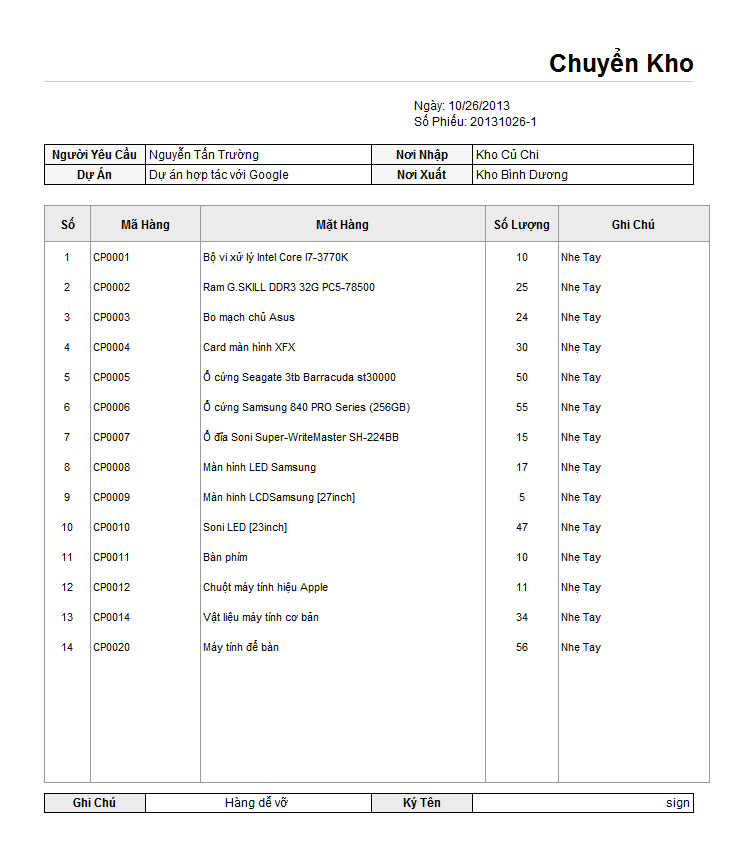 Chuyển Kho
Ngày: 10/26/2013
Số Phiếu: 20131026-1
Người Yêu Cầu Nguyễn Tấn Trường Nơi Nhập Kho Củ Chi
Dự Án Dự án hợp tác với Google Nơi Xuất Kho Bình Dương
Số Mã Hàng Mặt Hàng Số Lượng Ghi Chú
1 CP0001 Bộ vi xử lý Intel Core I7-3770K 10 Nhẹ Tay
2 CP0002 Ram G.SKILL DDR3 32G PC5-78500 25 Nhẹ Tay
3 CP0003 Bo mạch chủ Asus 24 Nhẹ Tay
4 CP0004 Card màn hình XFX 30 Nhẹ Tay
5 CP0005 Ổ cứng Seagate 3tb Barracuda st30000 50 Nhẹ Tay
6 CP0006 Ổ cứng Samsung 840 PRO Series (256GB) 55 Nhẹ Tay
7 CP0007 Ổ đĩa Soni Super-WriteMaster SH-224BB 15 Nhẹ Tay
8 CP0008 Màn hình LED Samsung 17 Nhẹ Tay
9 CP0009 Màn hinh LCDSamsung [27inch] 5 Nhẹ Tay
10 CP0010 Soni LED [23inch] 47 Nhẹ Tay
11 CP0011 Bàn phím 10 Nhẹ Tay
12 CP0012 Chuột máy tính hiệu Apple 11 Nhẹ Tay
13 CP0014 Vật liệu máy tính cơ bản 34 Nhẹ Tay
14 CP0020 Máy tính để bàn 56 Nhẹ Tay
Ghi Chú Hàng dễ vỡ Ký Tên sign